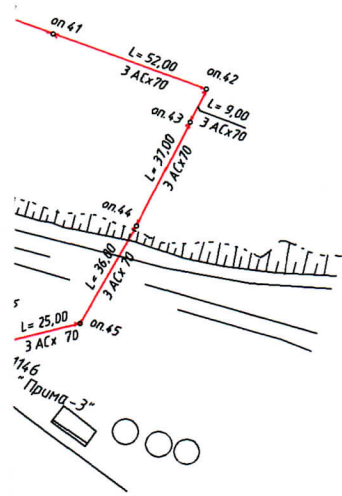 оп.41
L= 52,00
3 АСх70
оп.42
L= 9,00
3 АСх70
оп.43
L= 37,00
3 АСх70
оп.44
L= 36,00
3 АСх 70
L= 25,00
3 АСх 70
оп.45
1146
"Прима-3"